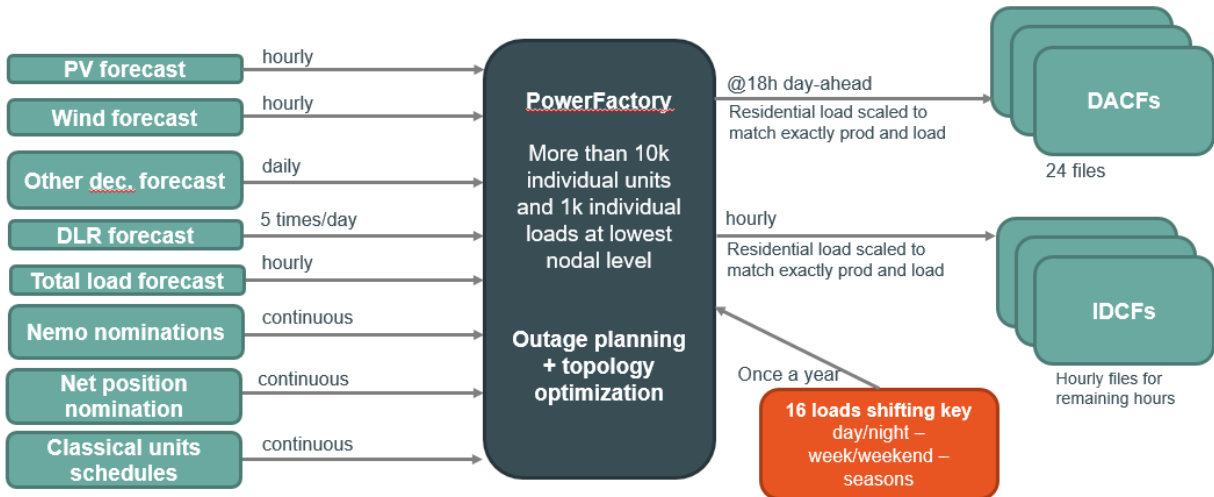 PV forecast
hourly
Wind forecast
hourly
Other dec. forecast
daily
DLR forecast
5 times/day
Total load forecast
hourly
Nemo nominations
continuous
Net position
nomination
continuous
Classical units
schedules
continuous
PowerFactory
More than 10k
individual units
and 1k individual
loads at lowest
nodal level
Outage planning
+ topology
optimization
@18h day-ahead
Residential load scaled to
match exactly prod and load
DACFs
24 files
hourly
Residential load scaled to
match exactly prod and load
IDCFs
Hourly files for
remaining hours
Once a year
16 loads shifting key
day/night –
week/weekend –
seasons